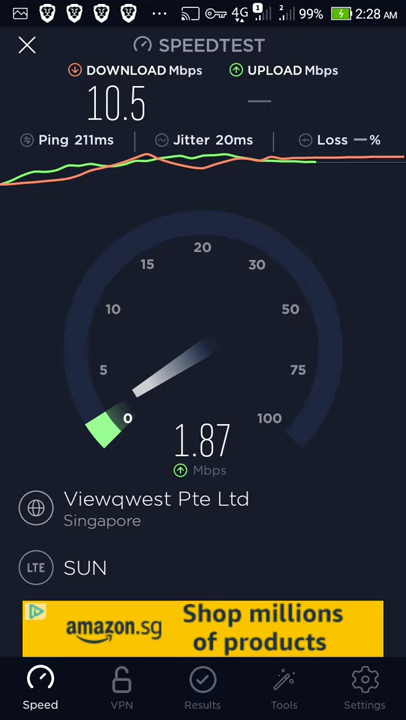 4G 1 2 99% 2:28 AM
SPEEDTEST
DOWNLOAD Mbps UPLOAD Mbps
10.5 —
Ping 211ms Jitter 20ms Loss — %
0
5
10
15
20
30
50
75
100
1.87
Mbps
Viewqwest Pte Ltd
Singapore
LTE SUN
amazon.sg
Shop millions
of products
Speed VPN Results Tools Settings